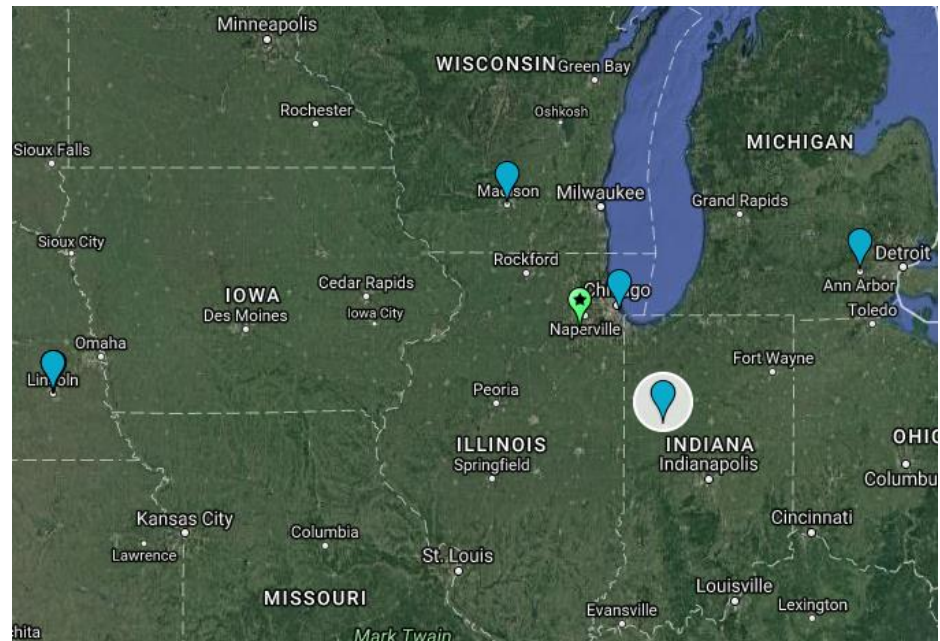 Minneapolis
WISCONSIN
Green Bay
Rochester
Oshkosh
MICHIGAN
Sioux Falls
Madison
Milwaukee
Grand Rapids
Sioux City
Rockford
Detroit
Cedar Rapids
Chicago
Ann Arbor
IOWA
Iowa City
Des Moines
Naperville
Toledo
Omaha
Fort Wayne
Lincoln
Peoria
ILLINOIS
INDIANA
OHIO
Springfield
Indianapolis
Columbu
Kansas City
Columbia
Cincinnati
Lawrence
St. Louis
Louisville
MISSOURI
Evansville
Lexington
hita
Mark Twain